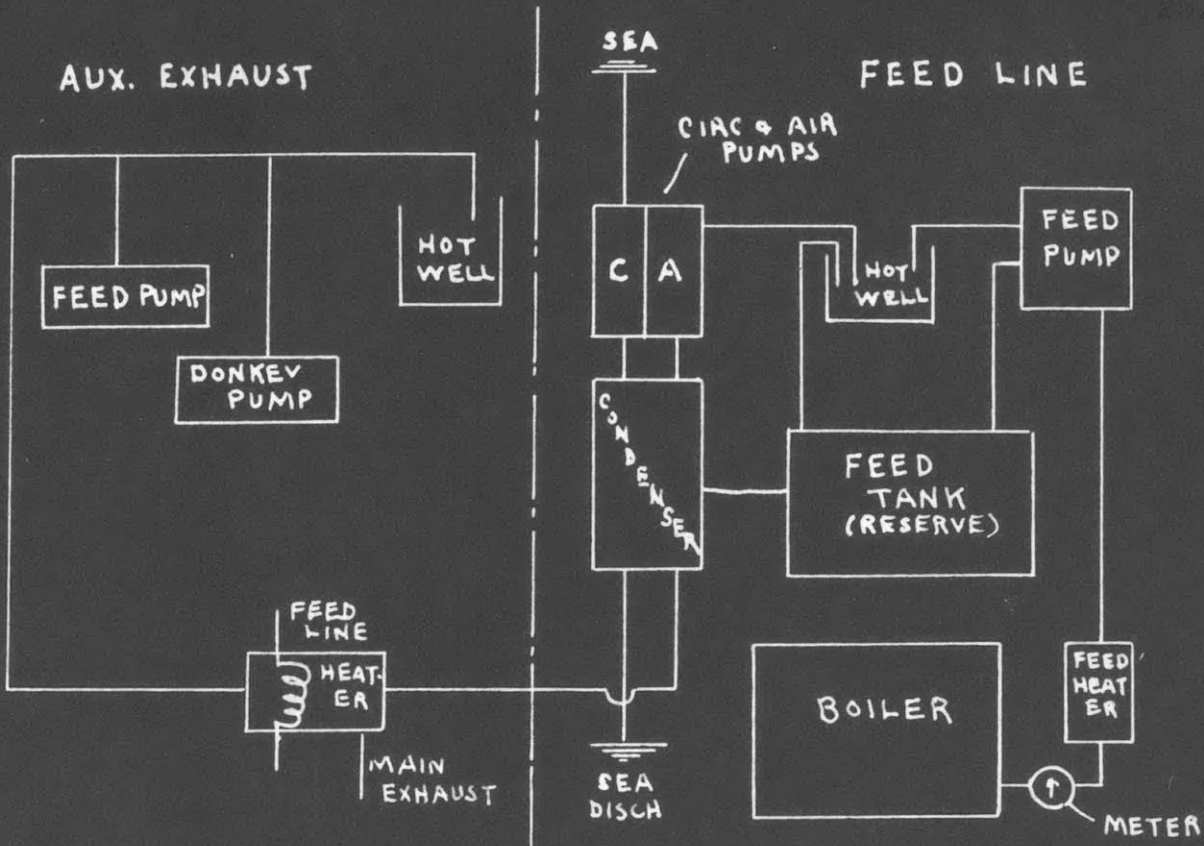 AUX. EXHAUST
FEED PUMP
DONKEY
PUMP
HOT
WELL
FEED
LINE
HEAT-
ER
MAIN
EXHAUST
SEA
FEED LINE
CIRC & AIR
PUMPS
C A
HOT
WELL
FEED
PUMP
CONDENSER
FEED
TANK
(RESERVE)
BOILER
FEED
HEAT
ER
METER
SEA
DISCH